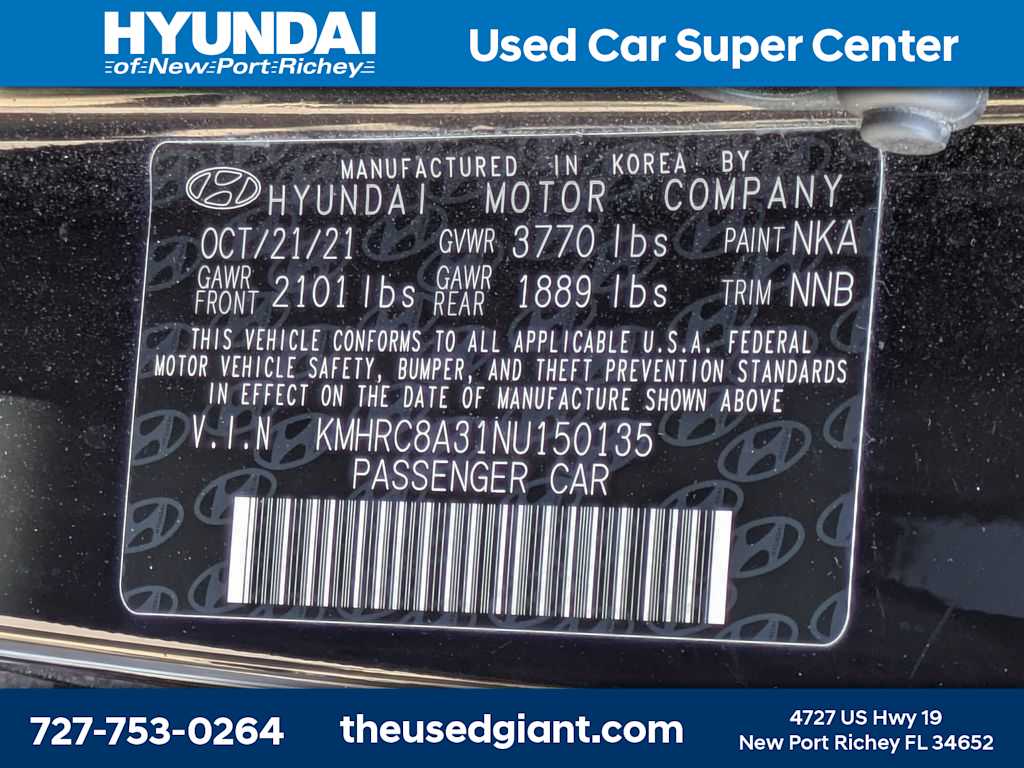 HYUNDAI
of New Port Richey
Used Car Super Center
MANUFACTURED IN KOREA BY
HYUNDAI MOTOR COMPANY
OCT/21/21 GVWR 3770 lbs PAINT NKA
GAWR FRONT 2101 lbs GAWR REAR 1889 lbs TRIM NNB
THIS VEHICLE CONFORMS TO ALL APPLICABLE U.S.A. FEDERAL
MOTOR VEHICLE SAFETY, BUMPER, AND THEFT PREVENTION STANDARDS
IN EFFECT ON THE DATE OF MANUFACTURE SHOWN ABOVE
V.I.N KMHRC8A31NU150135
PASSENGER CAR
727-753-0264
theusedgiant.com
4727 US Hwy 19
New Port Richey FL 34652